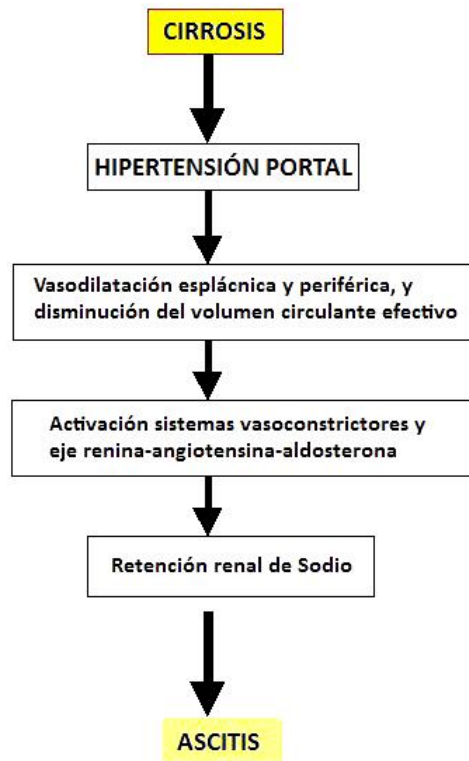 CIRROSIS
HIPERTENSIÓN PORTAL
Vasodilatación esplácnica y periférica, y
disminución del volumen circulante efectivo
Activación sistemas vasoconstrictores y
eje renina-angiotensina-aldosterona
Retención renal de Sodio
ASCITIS